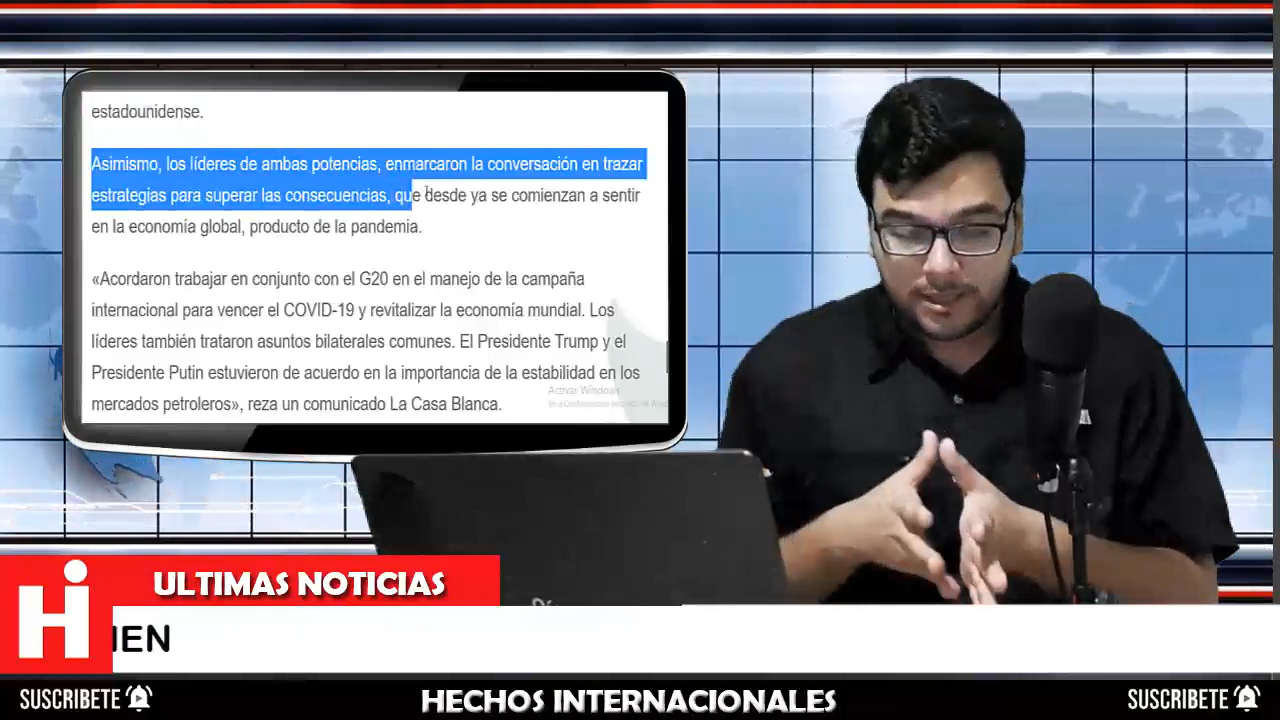 estadounidense.
Asimismo, los líderes de ambas potencias, enmarcaron la conversación en trazar
estrategias para superar las consecuencias, que desde ya se comienzan a sentir
en la economía global, producto de la pandemia.
«Acordaron trabajar en conjunto con el G20 en el manejo de la campaña
internacional para vencer el COVID-19 y revitalizar la economía mundial. Los
líderes también trataron asuntos bilaterales comunes. El Presidente Trump y el
Presidente Putin estuvieron de acuerdo en la importancia de la estabilidad en los
mercados petroleros», reza un comunicado La Casa Blanca.
Activar Windows
Hi
ULTIMAS NOTICIAS
IEN
SUSCRIBETE
HECHOS INTERNACIONALES
SUSCRIBETE